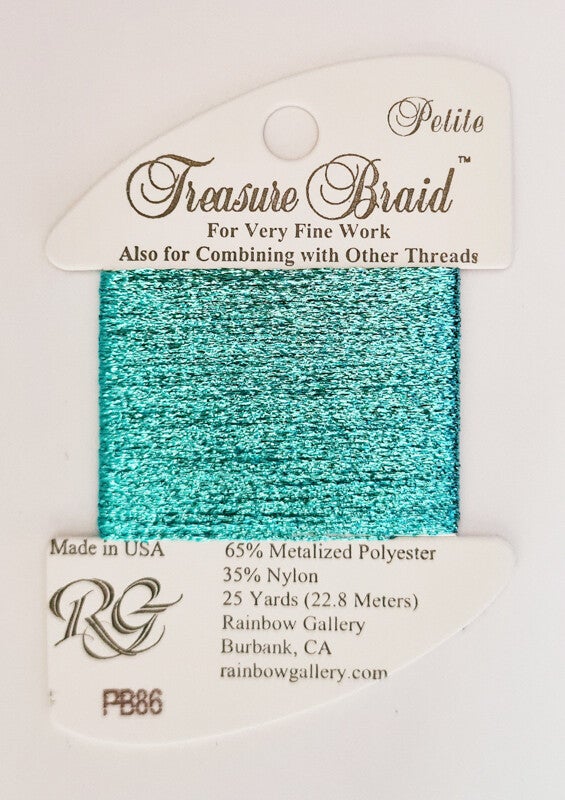 Petite
Treasure Braid™
For Very Fine Work
Also for Combining with Other Threads
Made in USA
65% Metalized Polyester
35% Nylon
25 Yards (22.8 Meters)
RG
Rainbow Gallery
Burbank, CA
rainbowgallery.com
PB86